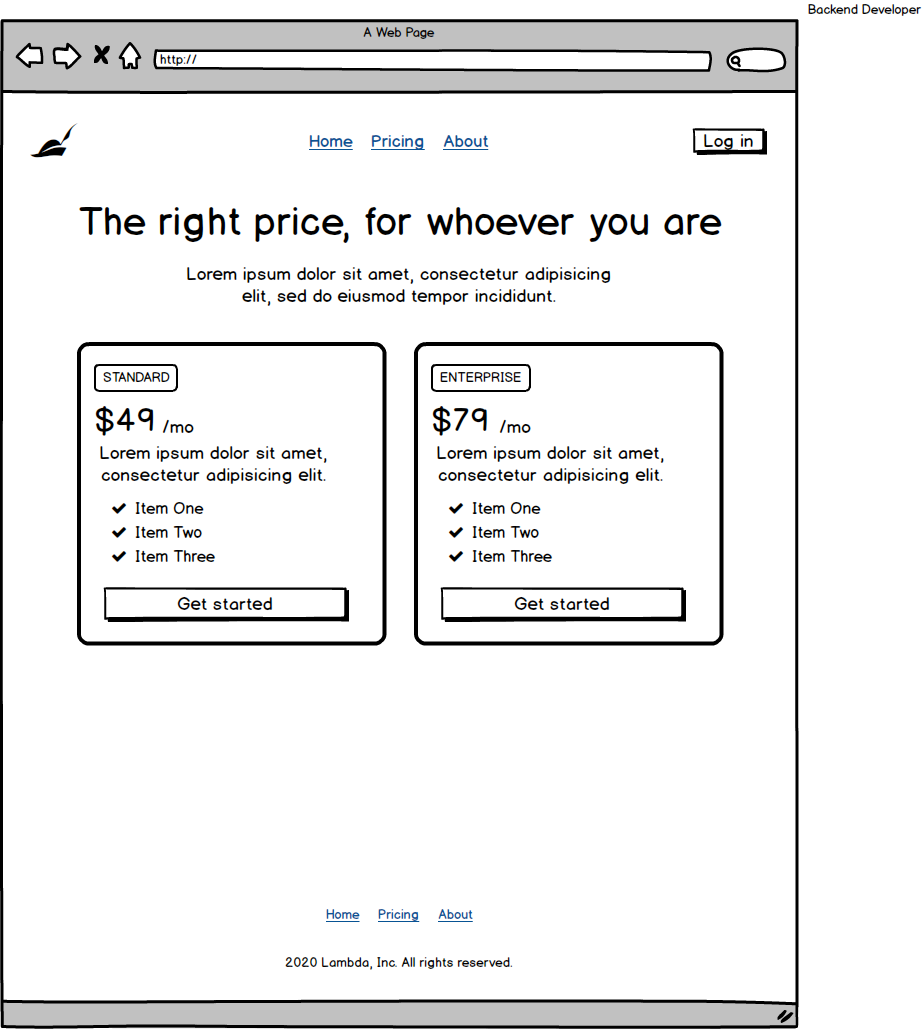 Backend Developer
A Web Page
http://
Home Pricing About
Log in
The right price, for whoever you are
Lorem ipsum dolor sit amet, consectetur adipisicing
elit, sed do eiusmod tempor incididunt.
STANDARD
$49 /mo
Lorem ipsum dolor sit amet,
consectetur adipisicing elit.
Item One
Item Two
Item Three
Get started
ENTERPRISE
$79 /mo
Lorem ipsum dolor sit amet,
consectetur adipisicing elit.
Item One
Item Two
Item Three
Get started
Home Pricing About
2020 Lambda, Inc. All rights reserved.